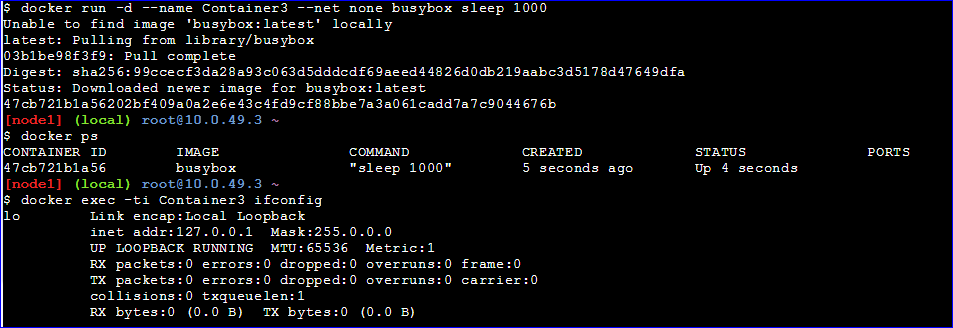 $ docker run -d --name Container3 --net none busybox sleep 1000
Unable to find image 'busybox:latest' locally
latest: Pulling from library/busybox
03b1be98f3f9: Pull complete
Digest: sha256:99ccecf3da28a93c063d5dddcdf69aeed44826d0db219aabc3d5178d47649dfa
Status: Downloaded newer image for busybox:latest
47cb721b1a56202bf409a0a2e6e43c4fd9cf88bbe7a3a061cadd7a7c9044676b
[node1] (local) root@10.0.49.3 ~
$ docker ps
CONTAINER ID IMAGE COMMAND CREATED STATUS PORTS
47cb721b1a56 busybox "sleep 1000" 5 seconds ago Up 4 seconds
[node1] (local) root@10.0.49.3 ~
$ docker exec -ti Container3 ifconfig
lo Link encap:Local Loopback
inet addr:127.0.0.1 Mask:255.0.0.0
UP LOOPBACK RUNNING MTU:65536 Metric:1
RX packets:0 errors:0 dropped:0 overruns:0 frame:0
TX packets:0 errors:0 dropped:0 overruns:0 carrier:0
collisions:0 txqueuelen:1
RX bytes:0 (0.0 B) TX bytes:0 (0.0 B)